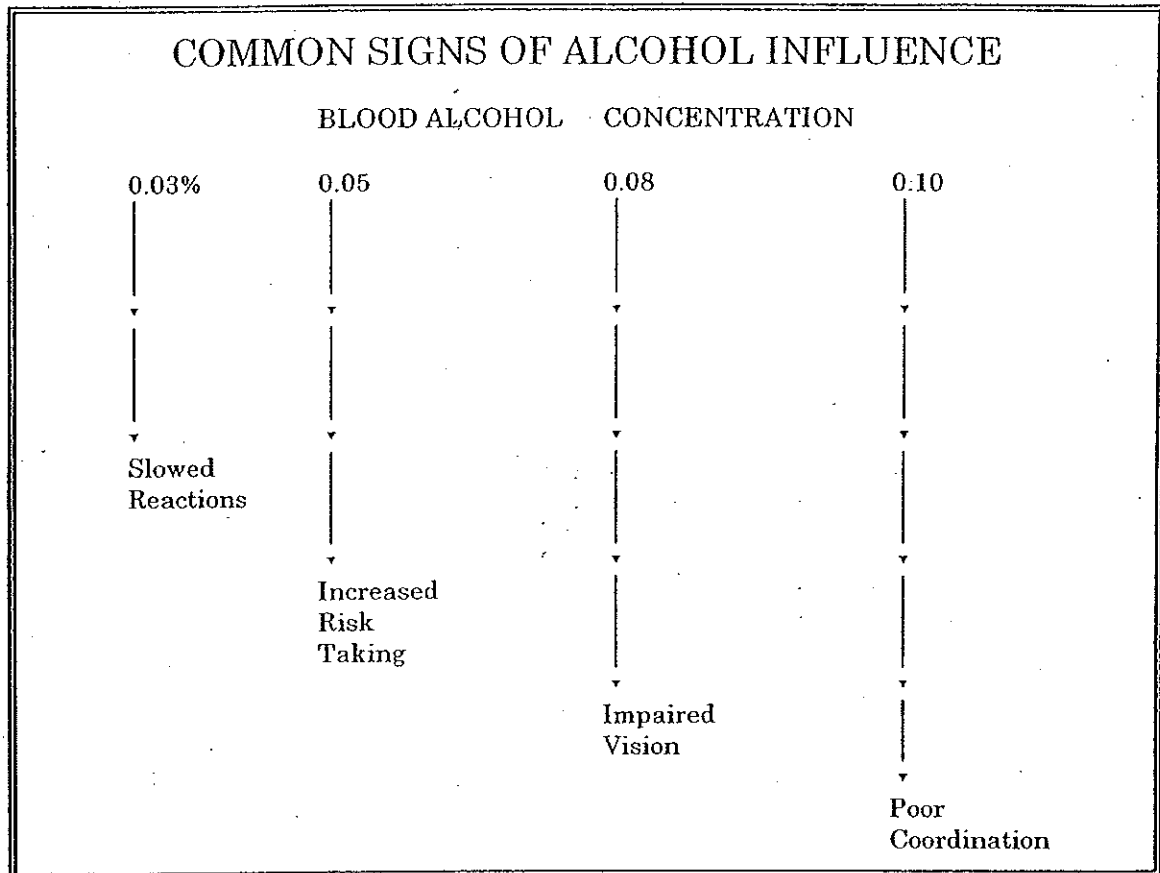 COMMON SIGNS OF ALCOHOL INFLUENCE
BLOOD ALCOHOL CONCENTRATION
0.03% 0.05 0.08 0.10
Slowed
Reactions
Increased
Risk
Taking
Impaired
Vision
Poor
Coordination